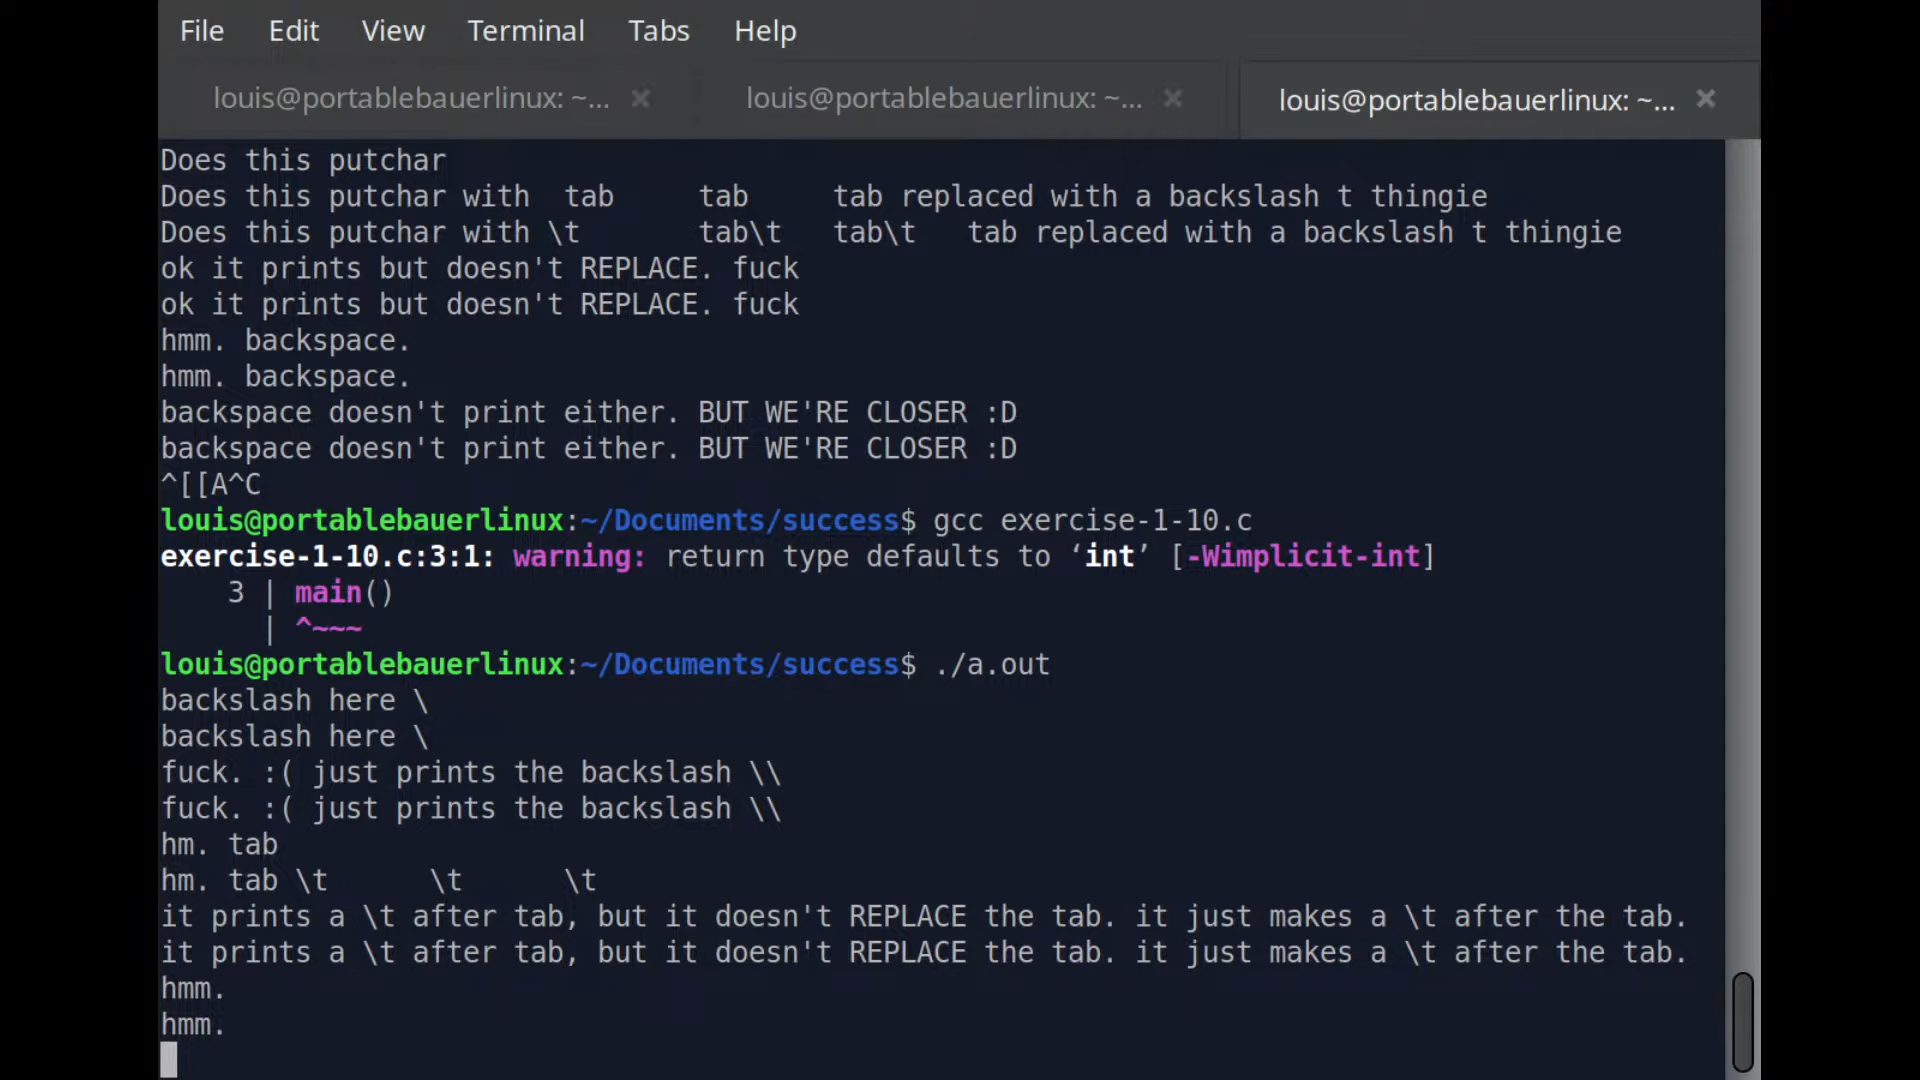 File Edit View Terminal Tabs Help
louis@portablebauerlinux: ~... × louis@portablebauerlinux: ~... × louis@portablebauerlinux: ~... ×
Does this putchar
Does this putchar with  tab     tab     tab replaced with a backslash t thingie
Does this putchar with \t       tab\t   tab\t   tab replaced with a backslash t thingie
ok it prints but doesn't REPLACE. fuck
ok it prints but doesn't REPLACE. fuck
hmm. backspace.
hmm. backspace.
backspace doesn't print either. BUT WE'RE CLOSER :D
backspace doesn't print either. BUT WE'RE CLOSER :D
^[[A^C
louis@portablebauerlinux:~/Documents/success$ gcc exercise-1-10.c
exercise-1-10.c:3:1: warning: return type defaults to ‘int’ [-Wimplicit-int]
    3 | main()
      | ^~~~
louis@portablebauerlinux:~/Documents/success$ ./a.out
backslash here \
backslash here \
fuck. :( just prints the backslash \\
fuck. :( just prints the backslash \\
hm. tab
hm. tab \t      \t      \t
it prints a \t after tab, but it doesn't REPLACE the tab. it just makes a \t after the tab.
it prints a \t after tab, but it doesn't REPLACE the tab. it just makes a \t after the tab.
hmm.
hmm.